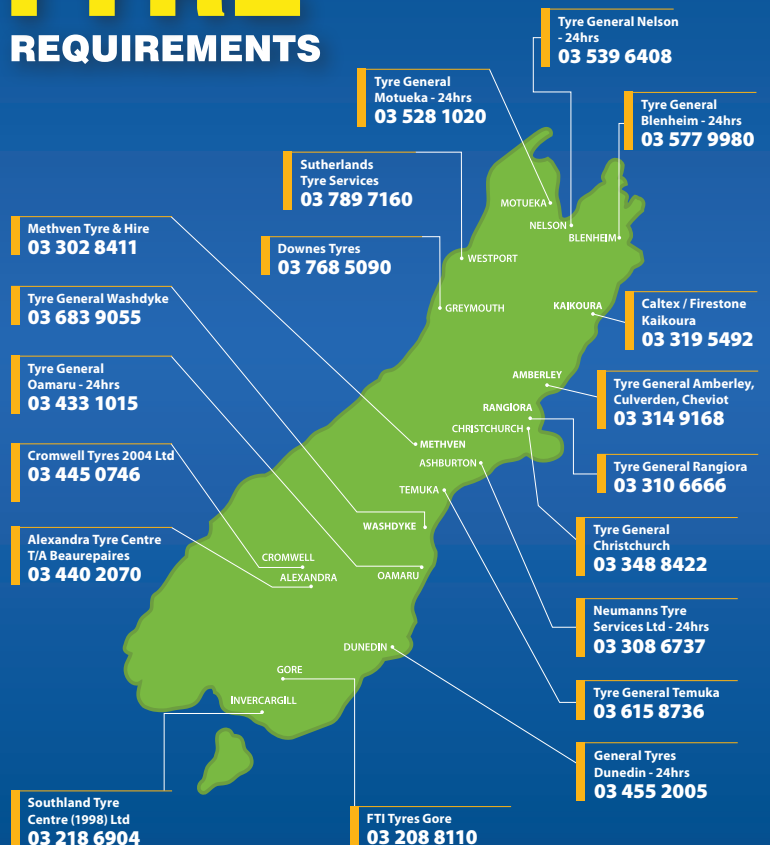 REQUIREMENTS
Tyre General Nelson
- 24hrs
03 539 6408
Tyre General
Motueka - 24hrs
03 528 1020
Tyre General
Blenheim - 24hrs
03 577 9980
Sutherlands
Tyre Services
03 789 7160
Methven Tyre & Hire
03 302 8411
Downes Tyres
03 768 5090
Tyre General Washdyke
03 683 9055
Caltex / Firestone
Kaikoura
03 319 5492
Tyre General
Oamaru - 24hrs
03 433 1015
Tyre General Amberley,
Culverden, Cheviot
03 314 9168
Cromwell Tyres 2004 Ltd
03 445 0746
Tyre General Rangiora
03 310 6666
Alexandra Tyre Centre
T/A Beaurepaires
03 440 2070
Tyre General
Christchurch
03 348 8422
Neumanns Tyre
Services Ltd - 24hrs
03 308 6737
Tyre General Temuka
03 615 8736
General Tyres
Dunedin - 24hrs
03 455 2005
Southland Tyre
Centre (1998) Ltd
03 218 6904
FTI Tyres Gore
03 208 8110
MOTUEKA
NELSON
BLENHEIM
WESTPORT
GREYMOUTH
KAIKOURA
AMBERLEY
RANGIORA
CHRISTCHURCH
METHVEN
ASHBURTON
TEMUKA
WASHDYKE
CROMWELL
ALEXANDRA
OAMARU
DUNEDIN
GORE
INVERCARGILL